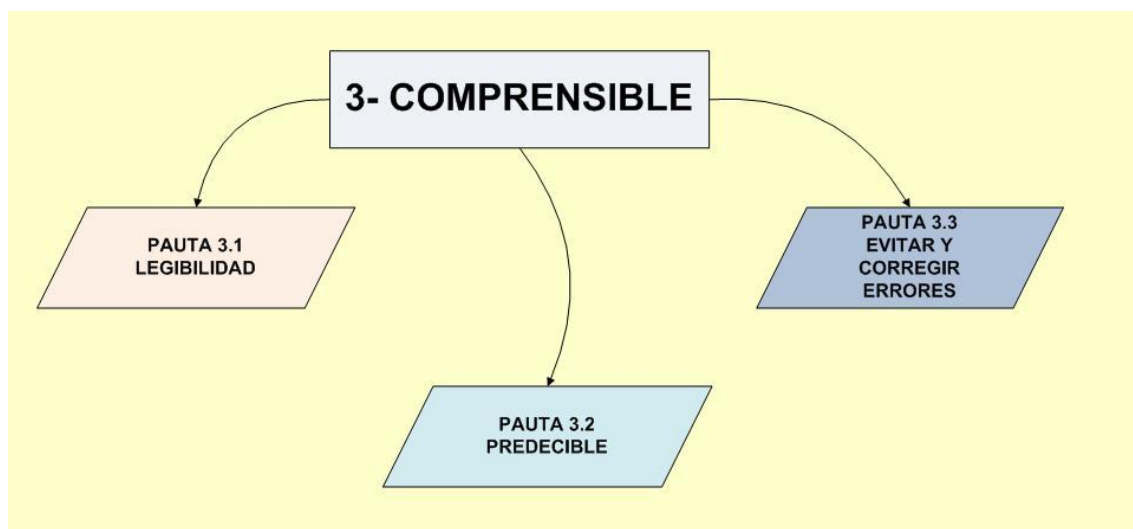 3- COMPRENSIBLE
PAUTA 3.1
LEGIBILIDAD
PAUTA 3.2
PREDECIBLE
PAUTA 3.3
EVITAR Y
CORREGIR
ERRORES